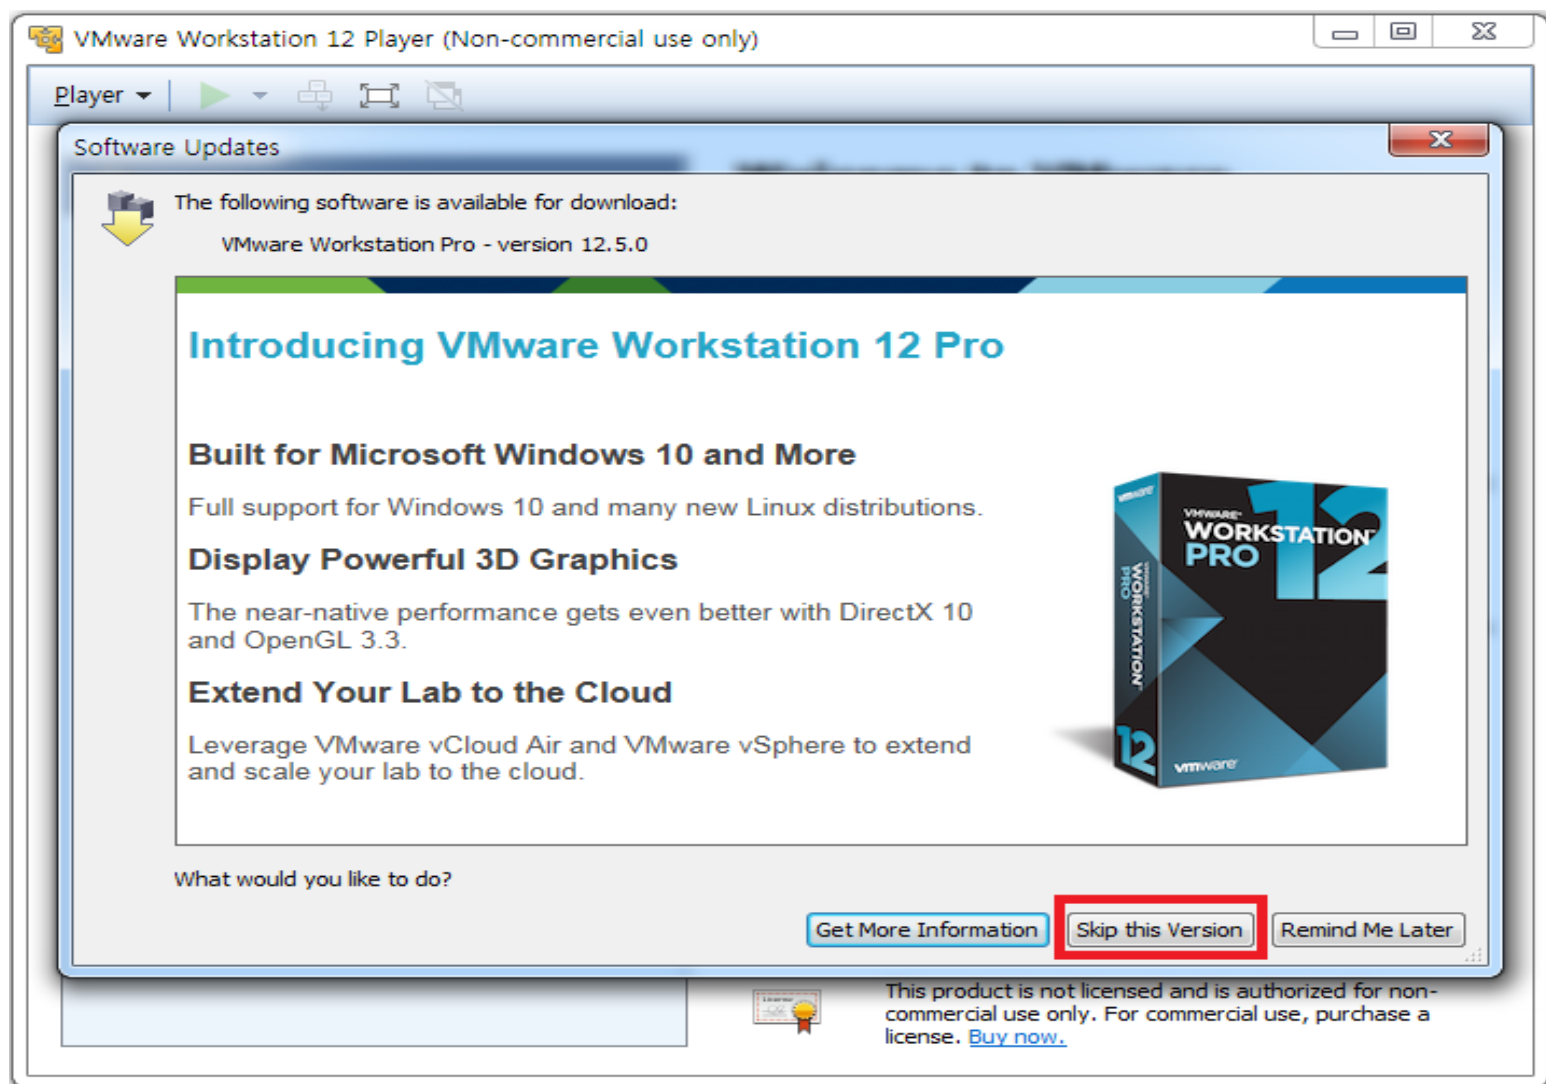 VMware Workstation 12 Player (Non-commercial use only)
Player
Software Updates
Welcome to VMware
The following software is available for download:
VMware Workstation Pro - version 12.5.0
Introducing VMware Workstation 12 Pro
Built for Microsoft Windows 10 and More
Full support for Windows 10 and many new Linux distributions.
Display Powerful 3D Graphics
The near-native performance gets even better with DirectX 10
and OpenGL 3.3.
Extend Your Lab to the Cloud
Leverage VMware vCloud Air and VMware vSphere to extend
and scale your lab to the cloud.
vmware
VMWARE
WORKSTATION
PRO
12
VMWARE
WORKSTATION
PRO
12
vmware
What would you like to do?
Get More Information
Skip this Version
Remind Me Later
License
This product is not licensed and is authorized for non-
commercial use only. For commercial use, purchase a
license. Buy now.